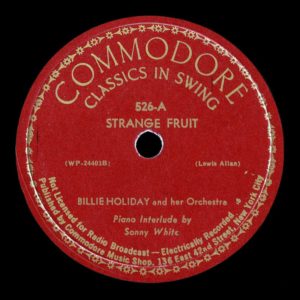 COMMODORE
CLASSICS IN SWING
526-A
STRANGE FRUIT
(WP-24403B) (Lewis Allan)
BILLIE HOLIDAY and her Orchestra
Piano Interlude by
Sonny White
Not Licensed for Radio Broadcast — Electrically Recorded
by Commodore Music Shop, 136 East 42nd Street, New York City